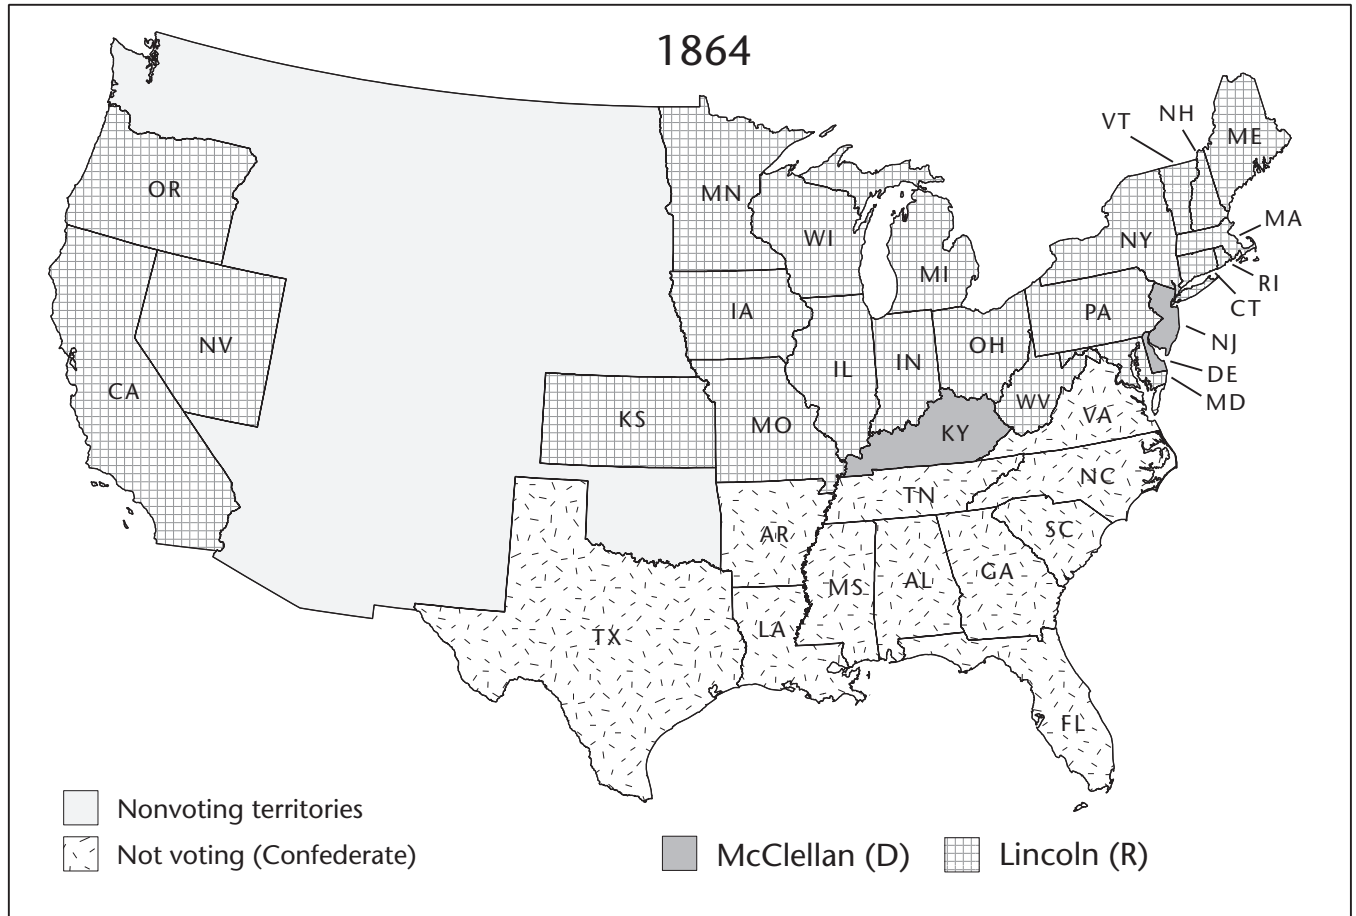 1864
VT
NH
ME
OR
MN
MA
WI
NY
MI
RI
CT
IA
PA
NV
OH
NJ
IL
IN
DE
CA
WV
MD
KS
MO
KY
VA
TN
NC
AR
SC
MS
AL
GA
LA
TX
FL
Nonvoting territories
Not voting (Confederate)
McClellan (D)
Lincoln (R)